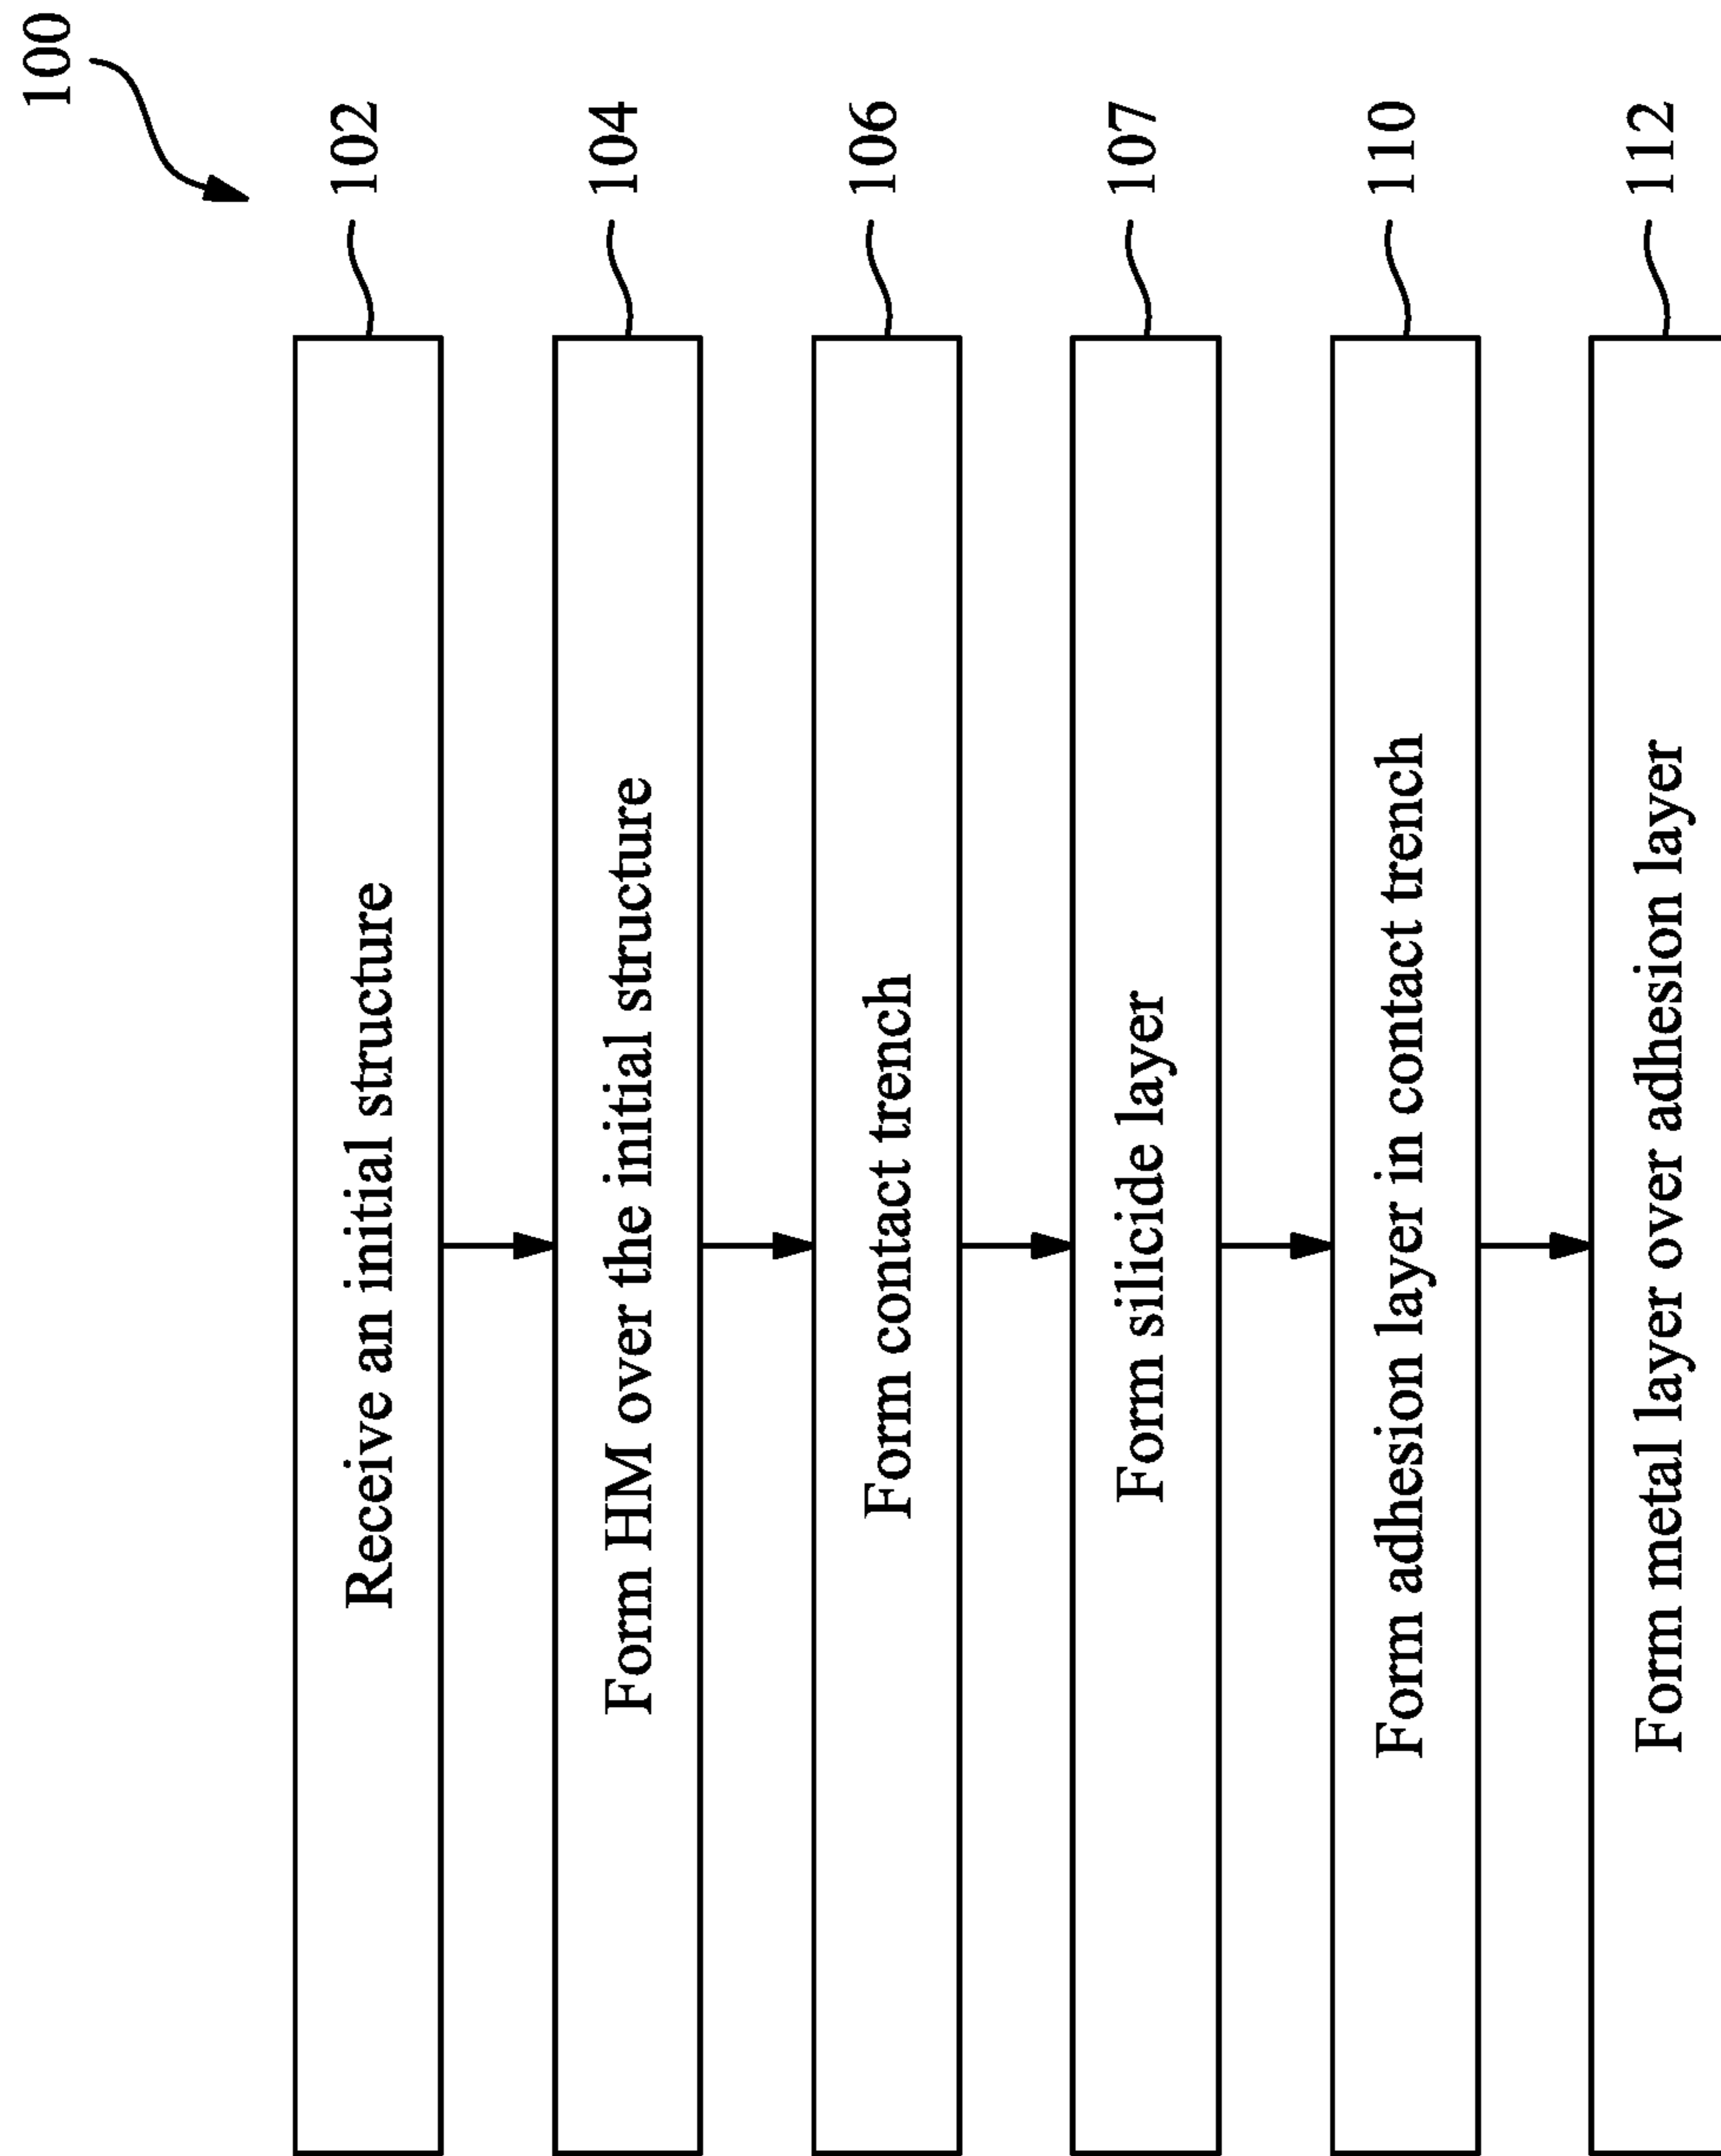 100
Receive an initial structure
102
Form HM over the initial structure
104
Form contact trench
106
Form silicide layer
107
Form adhesion layer in contact trench
110
Form metal layer over adhesion layer
112